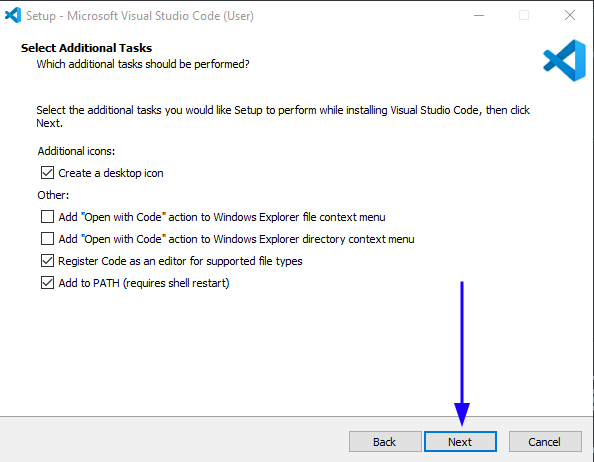 Setup - Microsoft Visual Studio Code (User)
Select Additional Tasks
Which additional tasks should be performed?
Select the additional tasks you would like Setup to perform while installing Visual Studio Code, then click
Next.
Additional icons:
Create a desktop icon
Other:
Add "Open with Code" action to Windows Explorer file context menu
Add "Open with Code" action to Windows Explorer directory context menu
Register Code as an editor for supported file types
Add to PATH (requires shell restart)
Back Next Cancel